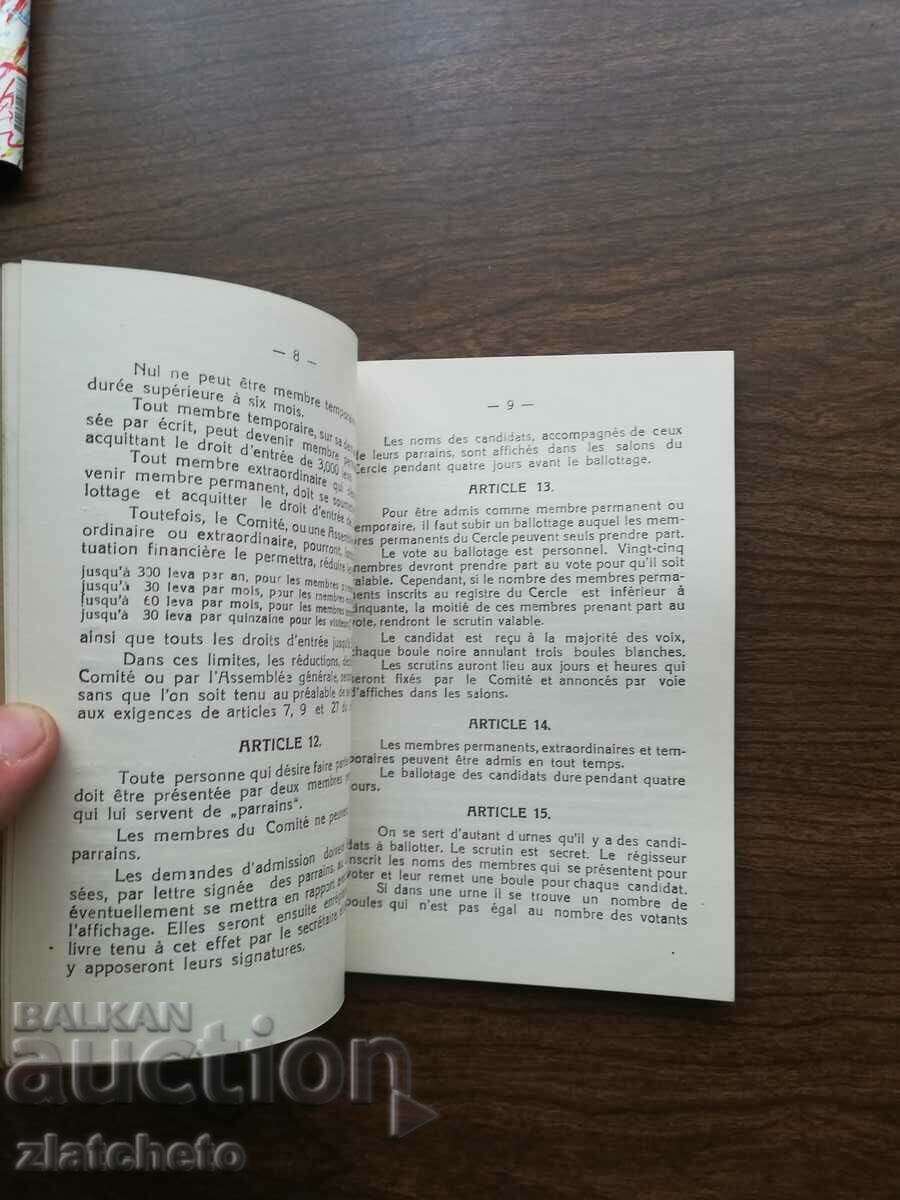 — 8 —
Nul ne peut être membre temporaire
durée supérieure à six mois.
Tout membre temporaire, sur sa
sée par écrit, peut devenir membre
acquittant le droit d'entrée de 3,000 leva
Tout membre extraordinaire qui
venir membre permanent, doit se
lottage et acquitter le droit d'entrée
Toutefois, le Comité, ou une
ordinaire ou extraordinaire, pourront,
tuation financière le permettra, réduire
jusqu'à 300 leva par an, pour les membres
jusqu'à 30 leva par mois, pour les membres
jusqu'à 60 leva par mois, pour les membres
jusqu'à 30 leva par quinzaine pour les visiteurs
ainsi que touts les droits d'entrée jusqu'à
Dans ces limites, les réductions,
Comité ou par l'Assemblée générale,
sans que l'on soit tenu au préalable de
aux exigences de articles 7, 9 et 27 du
ARTICLE 12.
Toute personne qui désire faire
doit être présentée par deux membres
qui lui servent de „parrains“.
Les membres du Comité ne peuvent
parrains.
Les demandes d'admission doivent
sées, par lettre signée des parrains, au
éventuellement se mettra en rapport
l'affichage. Elles seront ensuite
livre tenu à cet effet par le secrétaire,
y apposeront leurs signatures.
— 9 —
Les noms des candidats, accompagnés de ceux
de leurs parrains, sont affichés dans les salons du
Cercle pendant quatre jours avant le ballottage.
ARTICLE 13.
Pour être admis comme membre permanent ou
temporaire, il faut subir un ballottage auquel les mem-
bres permanents du Cercle peuvent seuls prendre part.
Le vote au ballotage est personnel. Vingt-cinq
membres devront prendre part au vote pour qu'il soit
valable. Cependant, si le nombre des membres perma-
nents inscrits au registre du Cercle est inférieur à
cinquante, la moitié de ces membres prenant part au
vote, rendront le scrutin valable.
Le candidat est reçu à la majorité des voix,
chaque boule noire annulant trois boules blanches.
Les scrutins auront lieu aux jours et heures qui
seront fixés par le Comité et annoncés par voie
d'affiches dans les salons.
ARTICLE 14.
Les membres permanents, extraordinaires et tem-
poraires peuvent être admis en tout temps.
Le ballotage des candidats dure pendant quatre
jours.
ARTICLE 15.
On se sert d'autant d'urnes qu'il y a des candi-
dats à ballotter. Le scrutin est secret. Le régisseur
inscrit les noms des membres qui se présentent pour
voter et leur remet une boule pour chaque candidat.
Si dans une urne il se trouve un nombre de
boules qui n'est pas égal au nombre des votants
BALKAN
auction
zlatcheto